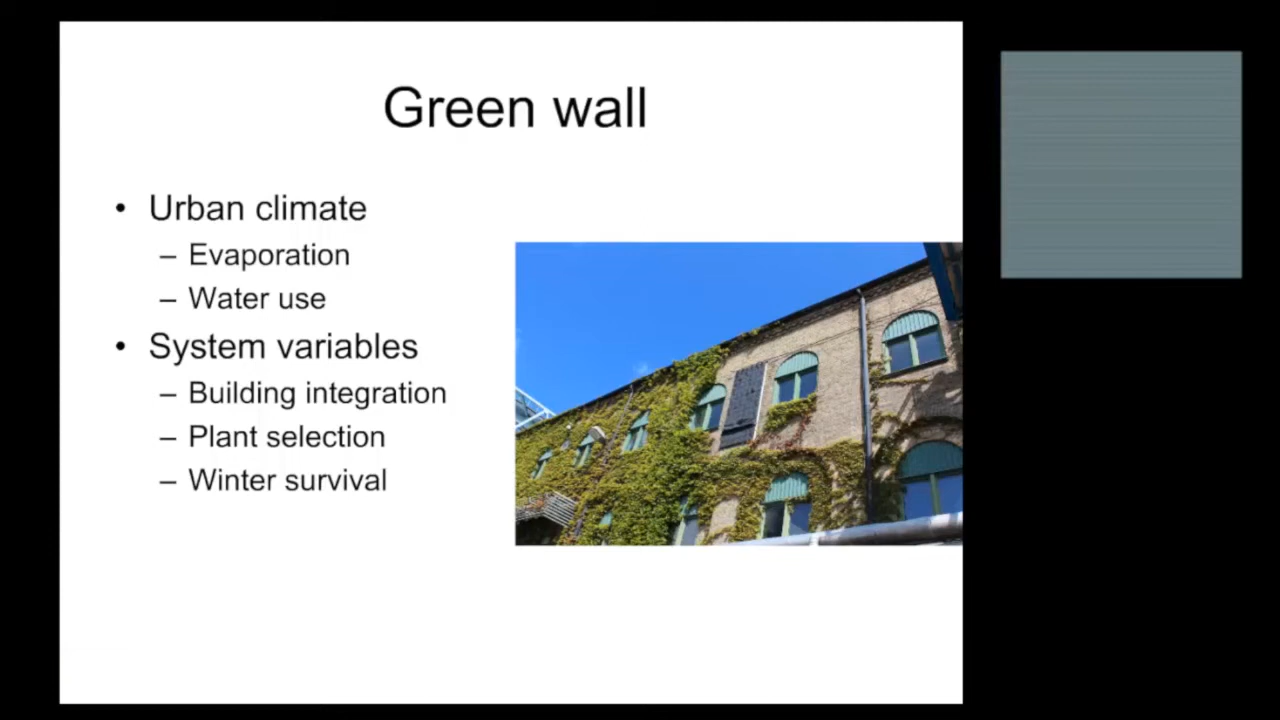 Green wall
• Urban climate
– Evaporation
– Water use
• System variables
– Building integration
– Plant selection
– Winter survival